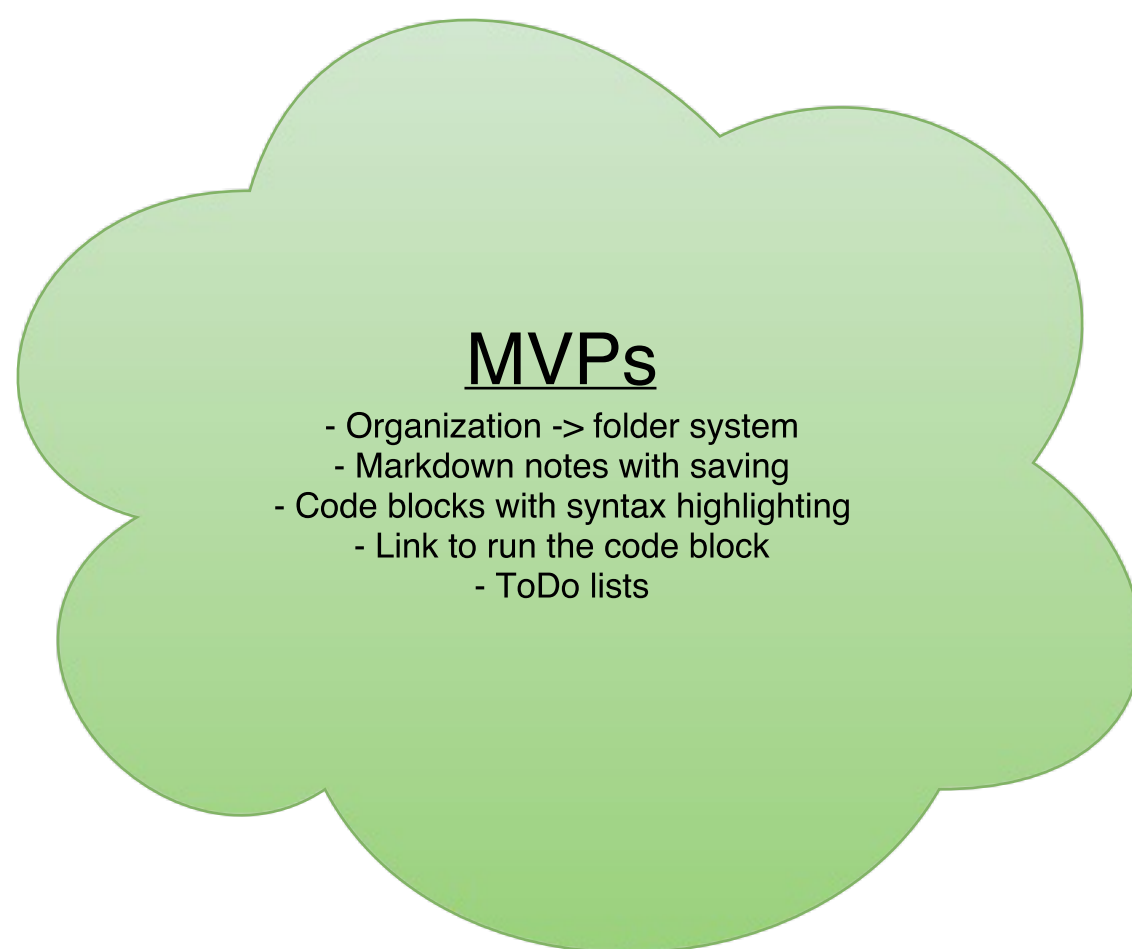 MVPs
- Organization -> folder system
- Markdown notes with saving
- Code blocks with syntax highlighting
- Link to run the code block
- ToDo lists